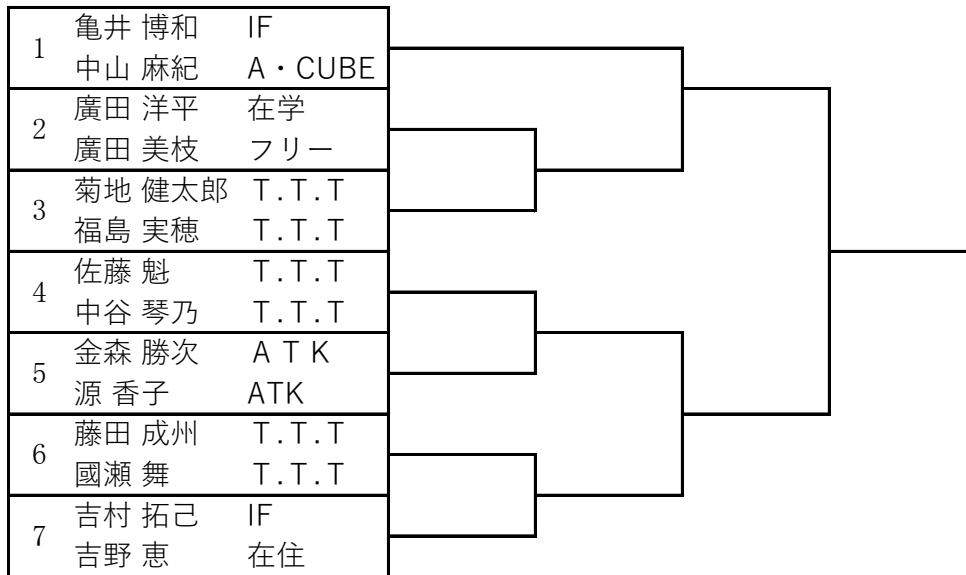 1
亀井 博和 IF
中山 麻紀 A・CUBE
2
廣田 洋平 在学
廣田 美枝 フリー
3
菊地 健太郎 T.T.T
福島 実穂 T.T.T
4
佐藤 魁 T.T.T
中谷 琴乃 T.T.T
5
金森 勝次 A T K
源 香子 ATK
6
藤田 成州 T.T.T
國瀬 舞 T.T.T
7
吉村 拓己 IF
吉野 恵 在住